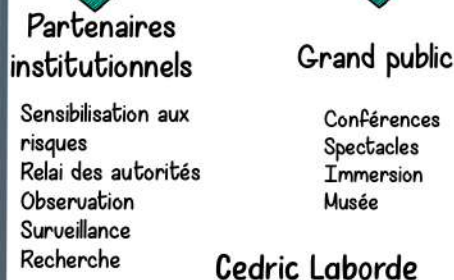 Partenaires
institutionnels
Sensibilisation aux
risques
Relai des autorités
Observation
Surveillance
Recherche
Grand public
Conférences
Spectacles
Immersion
Musée
Cedric Laborde